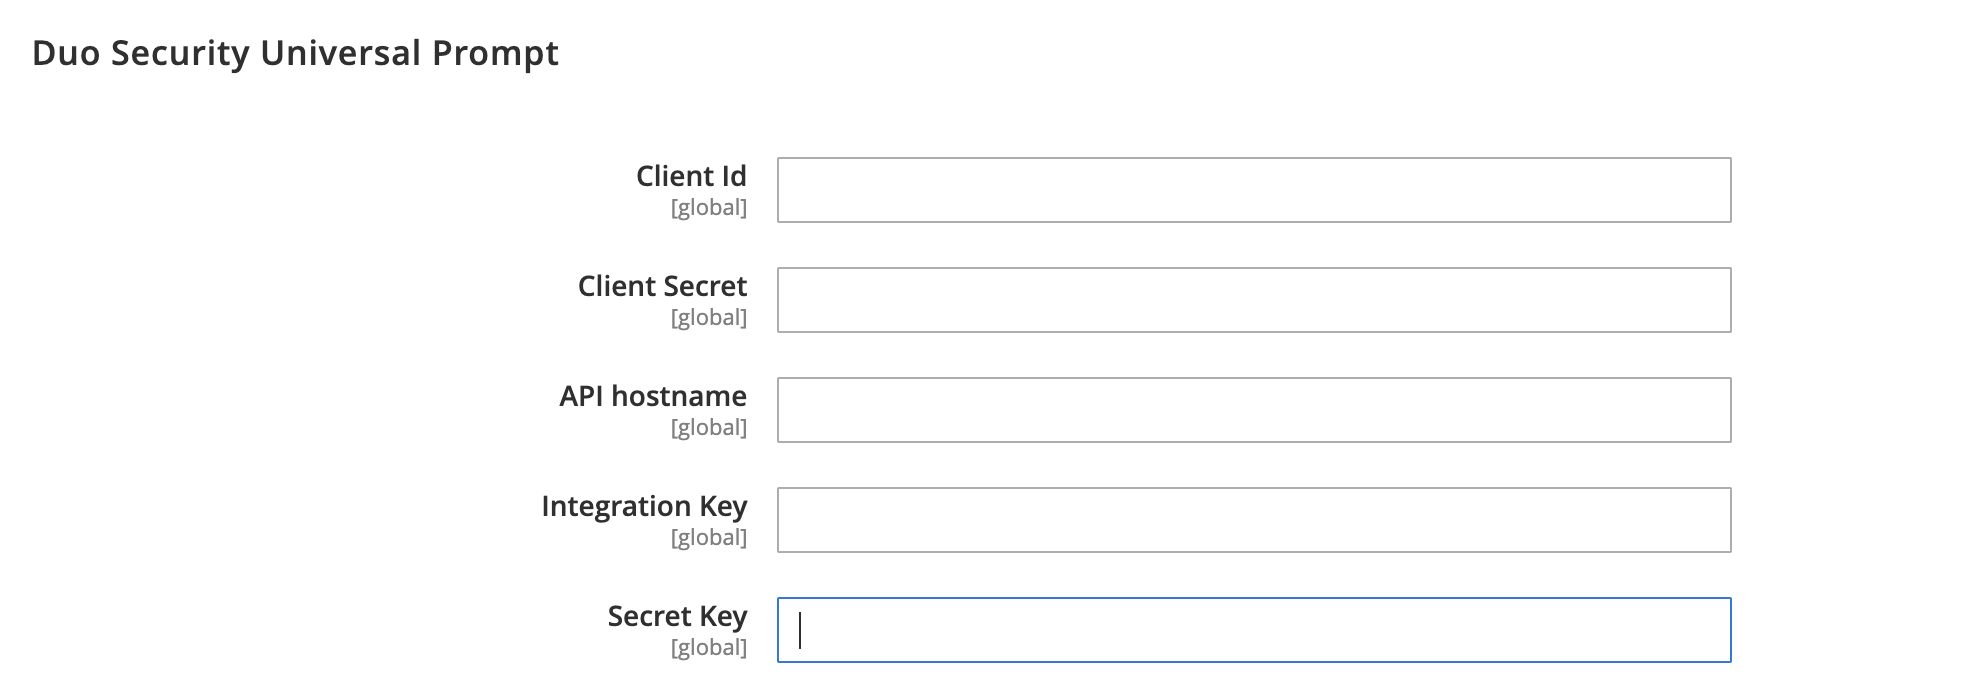 Duo Security Universal Prompt
Client Id
[global]
Client Secret
[global]
API hostname
[global]
Integration Key
[global]
Secret Key
[global]